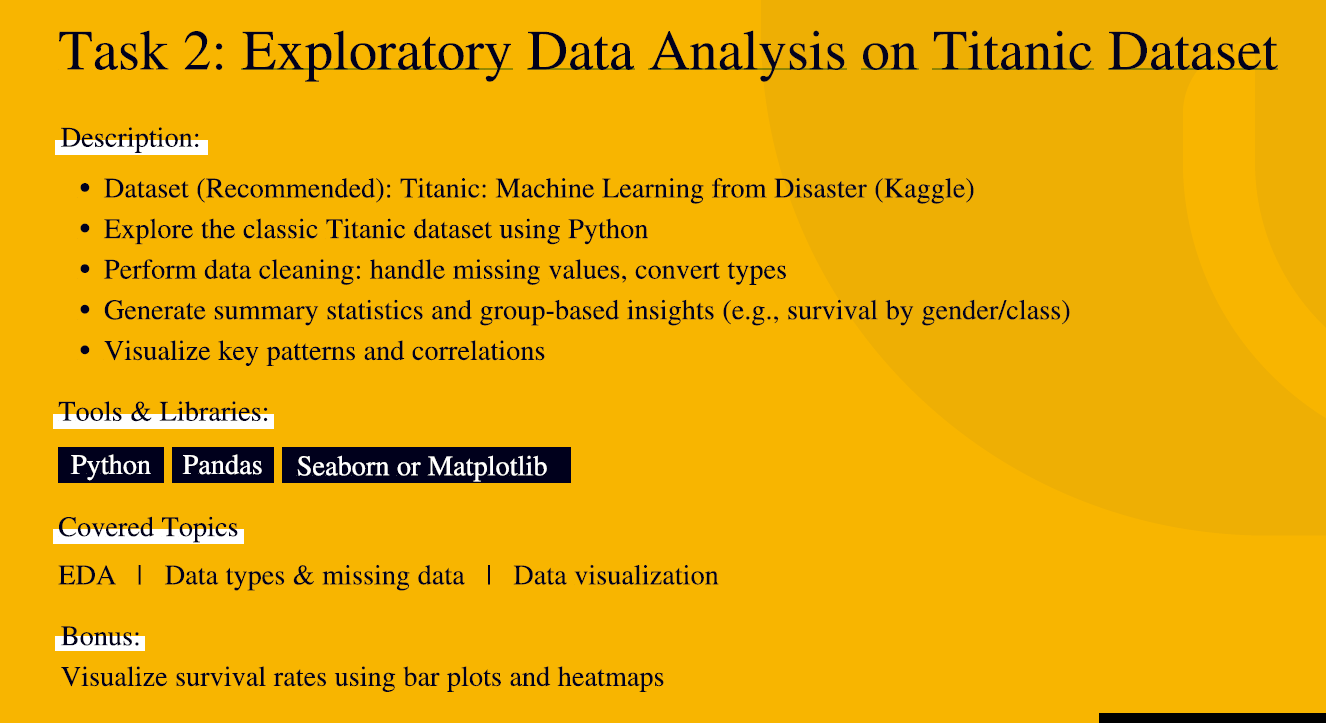 Task 2: Exploratory Data Analysis on Titanic Dataset
Description:
• Dataset (Recommended): Titanic: Machine Learning from Disaster (Kaggle)
• Explore the classic Titanic dataset using Python
• Perform data cleaning: handle missing values, convert types
• Generate summary statistics and group-based insights (e.g., survival by gender/class)
• Visualize key patterns and correlations
Tools & Libraries:
Python Pandas Seaborn or Matplotlib
Covered Topics
EDA | Data types & missing data | Data visualization
Bonus:
Visualize survival rates using bar plots and heatmaps